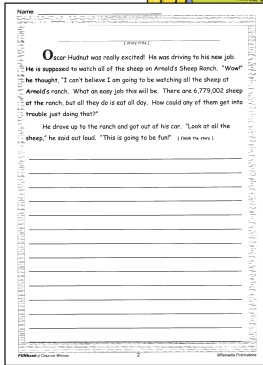 Name
[ story title ]
Oscar Hudnut was really excited! He was driving to his new job.
He is supposed to watch all of the sheep on Arnold's Sheep Ranch. "Wow!"
he thought, "I can't believe I am going to be watching all the sheep at
Arnold's ranch. What an easy job this will be. There are 6,779,002 sheep
at the ranch, but all they do is eat all day. How could any of them get into
trouble just doing that?"
He drove up to the ranch and got out of his car. "Look at all the
sheep," he said out loud. "This is going to be fun!" [ finish the story ]
FUNbook of Creative Writing 2 ©Remedia Publications